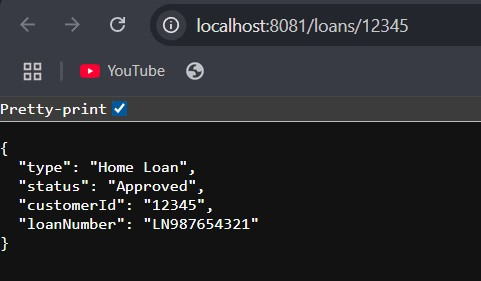 localhost:8081/loans/12345
YouTube
Pretty-print
{
  "type": "Home Loan",
  "status": "Approved",
  "customerId": "12345",
  "loanNumber": "LN987654321"
}